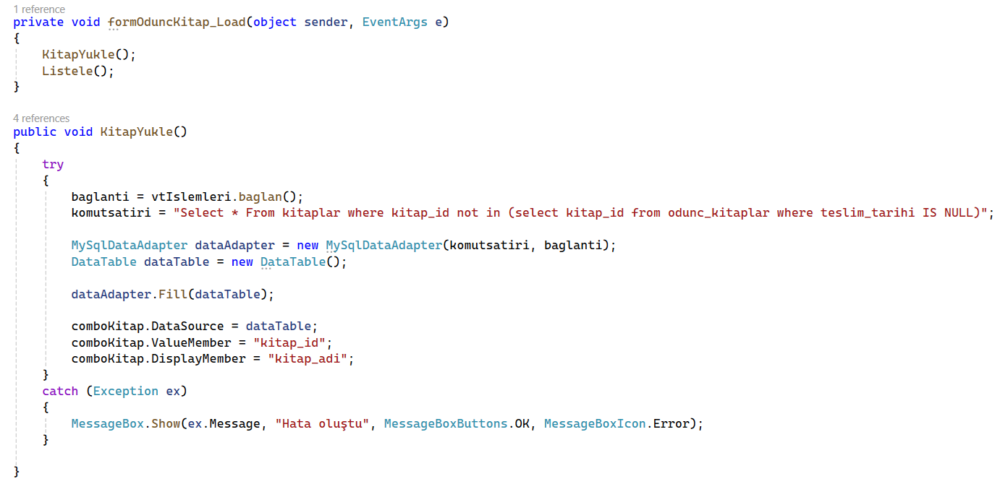 1 reference
private void formOduncKitap_Load(object sender, EventArgs e)
{
    KitapYukle();
    Listele();
}
4 references
public void KitapYukle()
{
    try
    {
        baglanti = vtIslemleri.baglan();
        komutsatiri = "Select * From kitaplar where kitap_id not in (select kitap_id from odunc_kitaplar where teslim_tarihi IS NULL)";
        MySqlDataAdapter dataAdapter = new MySqlDataAdapter(komutsatiri, baglanti);
        DataTable dataTable = new DataTable();
        dataAdapter.Fill(dataTable);
        comboKitap.DataSource = dataTable;
        comboKitap.ValueMember = "kitap_id";
        comboKitap.DisplayMember = "kitap_adi";
    }
    catch (Exception ex)
    {
        MessageBox.Show(ex.Message, "Hata oluştu", MessageBoxButtons.OK, MessageBoxIcon.Error);
    }
}